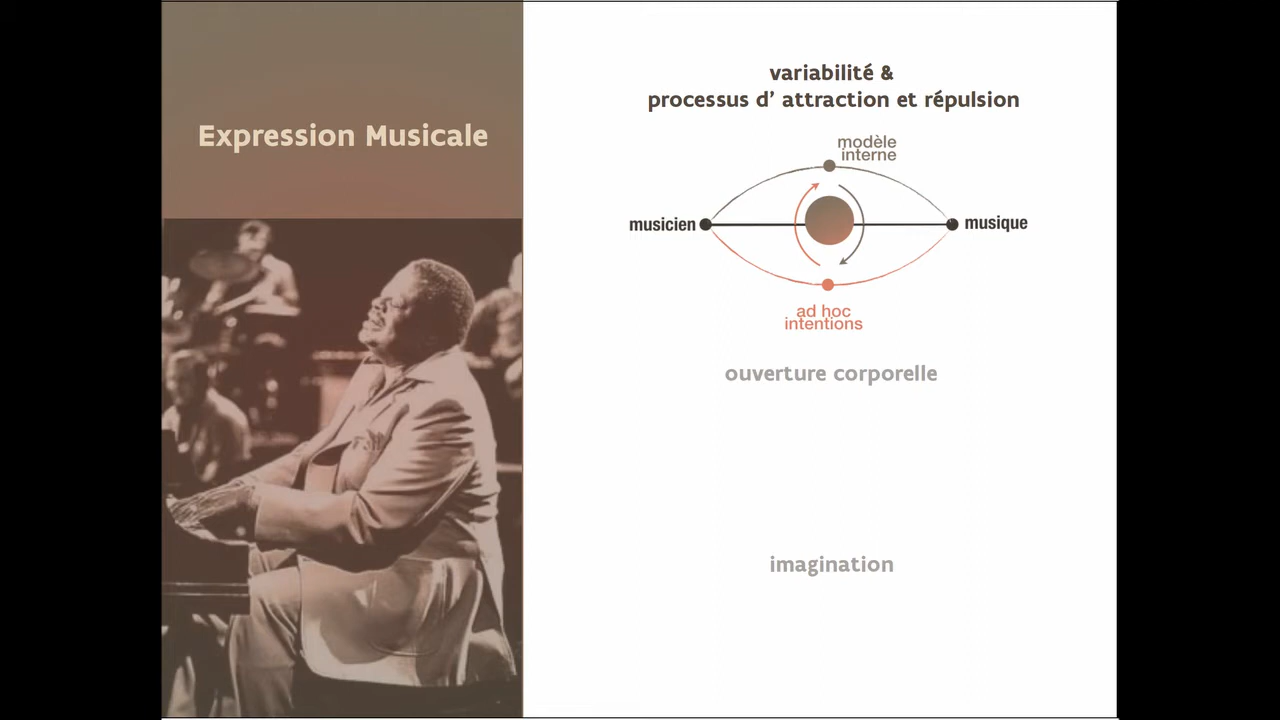 Expression Musicale
variabilité &
processus d' attraction et répulsion
modèle
interne
musicien
musique
ad hoc
intentions
ouverture corporelle
imagination